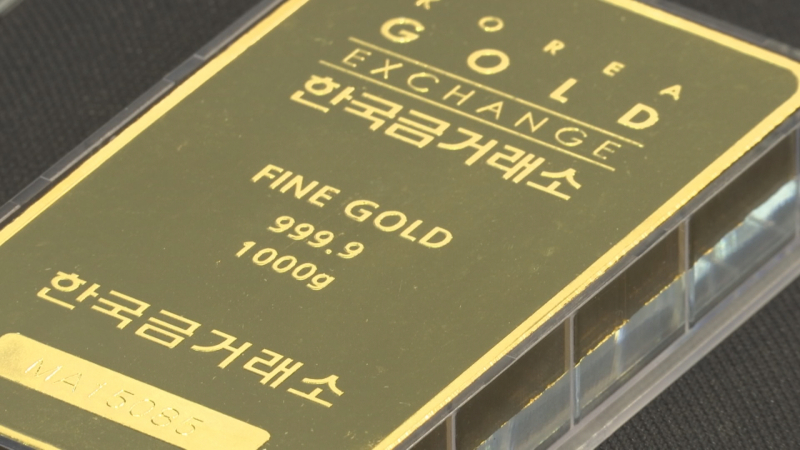 KOREA
GOLD
EXCHANGE
한국금거래소
FINE GOLD
999.9
1000g
한국금거래소